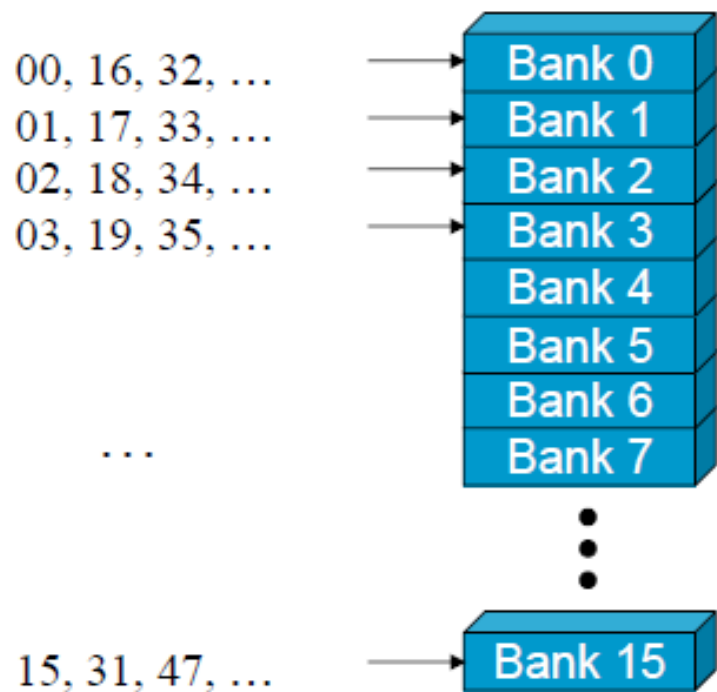 00, 16, 32, … Bank 0
01, 17, 33, … Bank 1
02, 18, 34, … Bank 2
03, 19, 35, … Bank 3
Bank 4
Bank 5
Bank 6
… Bank 7
15, 31, 47, … Bank 15